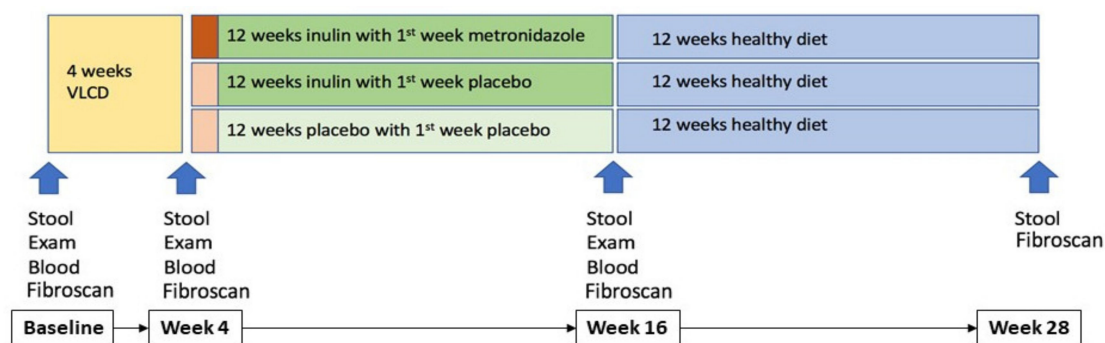 4 weeks
VLCD
12 weeks inulin with 1st week metronidazole
12 weeks healthy diet
12 weeks inulin with 1st week placebo
12 weeks healthy diet
12 weeks placebo with 1st week placebo
12 weeks healthy diet
Stool
Exam
Blood
Fibroscan
Stool
Exam
Blood
Fibroscan
Stool
Exam
Blood
Fibroscan
Stool
Fibroscan
Baseline
Week 4
Week 16
Week 28